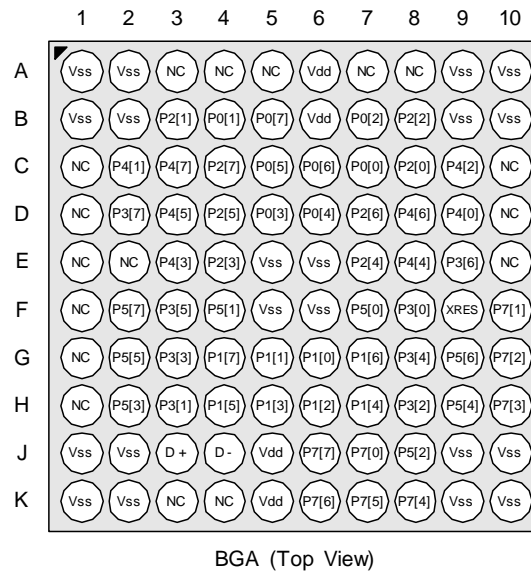 1 2 3 4 5 6 7 8 9 10
A Vss Vss NC NC NC Vdd NC NC Vss Vss
B Vss Vss P2[1] P0[1] P0[7] Vdd P0[2] P2[2] Vss Vss
C NC P4[1] P4[7] P2[7] P0[5] P0[6] P0[0] P2[0] P4[2] NC
D NC P3[7] P4[5] P2[5] P0[3] P0[4] P2[6] P4[6] P4[0] NC
E NC NC P4[3] P2[3] Vss Vss P2[4] P4[4] P3[6] NC
F NC P5[7] P3[5] P5[1] Vss Vss P5[0] P3[0] XRES P7[1]
G NC P5[5] P3[3] P1[7] P1[1] P1[0] P1[6] P3[4] P5[6] P7[2]
H NC P5[3] P3[1] P1[5] P1[3] P1[2] P1[4] P3[2] P5[4] P7[3]
J Vss Vss D + D - Vdd P7[7] P7[0] P5[2] Vss Vss
K Vss Vss NC NC Vdd P7[6] P7[5] P7[4] Vss Vss
BGA (Top View)